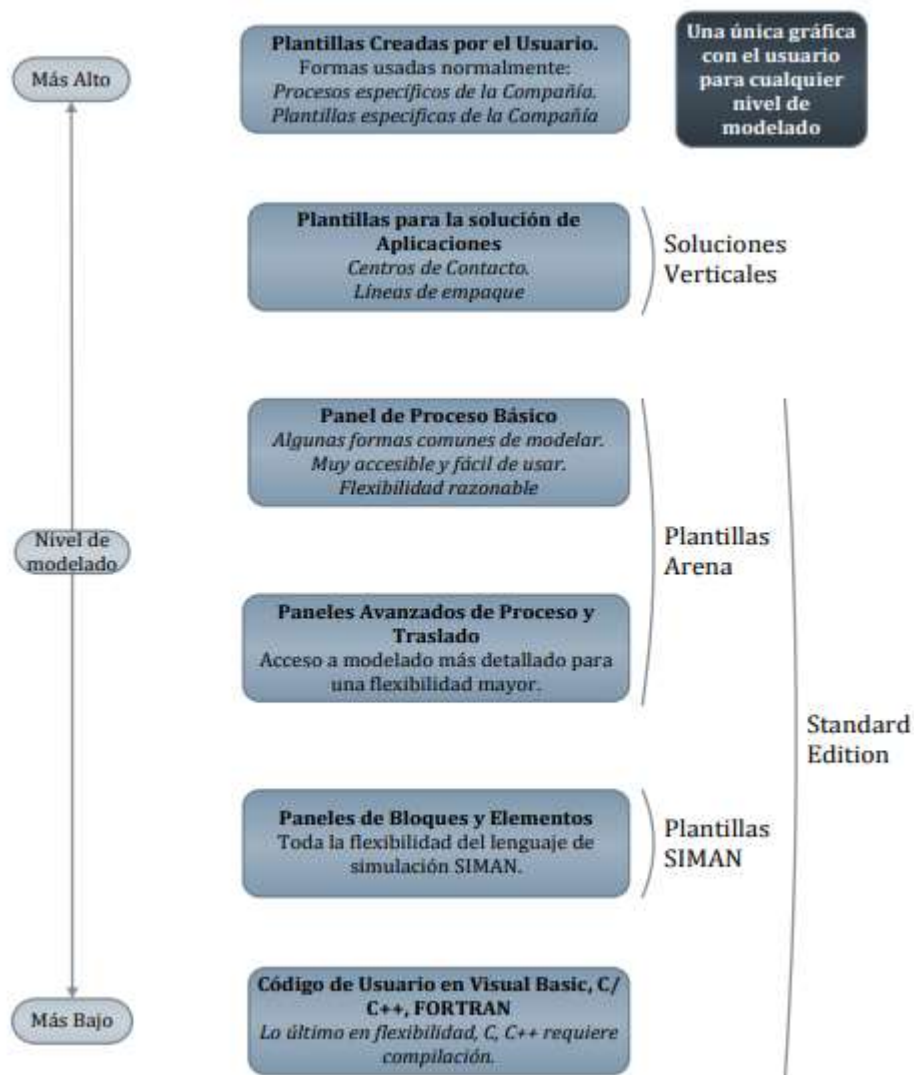 Más Alto
Plantillas Creadas por el Usuario.
Formas usadas normalmente:
Procesos específicos de la Compañía.
Plantillas específicas de la Compañía
Una única gráfica
con el usuario
para cualquier
nivel de
modelado
Plantillas para la solución de
Aplicaciones
Centros de Contacto.
Líneas de empaque
Soluciones
Verticales
Panel de Proceso Básico
Algunas formas comunes de modelar.
Muy accesible y fácil de usar.
Flexibilidad razonable
Nivel de
modelado
Plantillas
Arena
Paneles Avanzados de Proceso y
Traslado
Acceso a modelado más detallado para
una flexibilidad mayor.
Standard
Edition
Paneles de Bloques y Elementos
Toda la flexibilidad del lenguaje de
simulación SIMAN.
Plantillas
SIMAN
Código de Usuario en Visual Basic, C/
C++, FORTRAN
Lo último en flexibilidad, C, C++ requiere
compilación.
Más Bajo